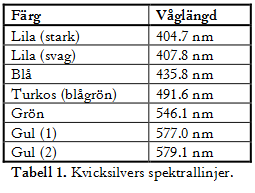 Färg Våglängd
Lila (stark) 404.7 nm
Lila (svag) 407.8 nm
Blå 435.8 nm
Turkos (blågrön) 491.6 nm
Grön 546.1 nm
Gul (1) 577.0 nm
Gul (2) 579.1 nm
Tabell 1. Kvicksilvers spektrallinjer.